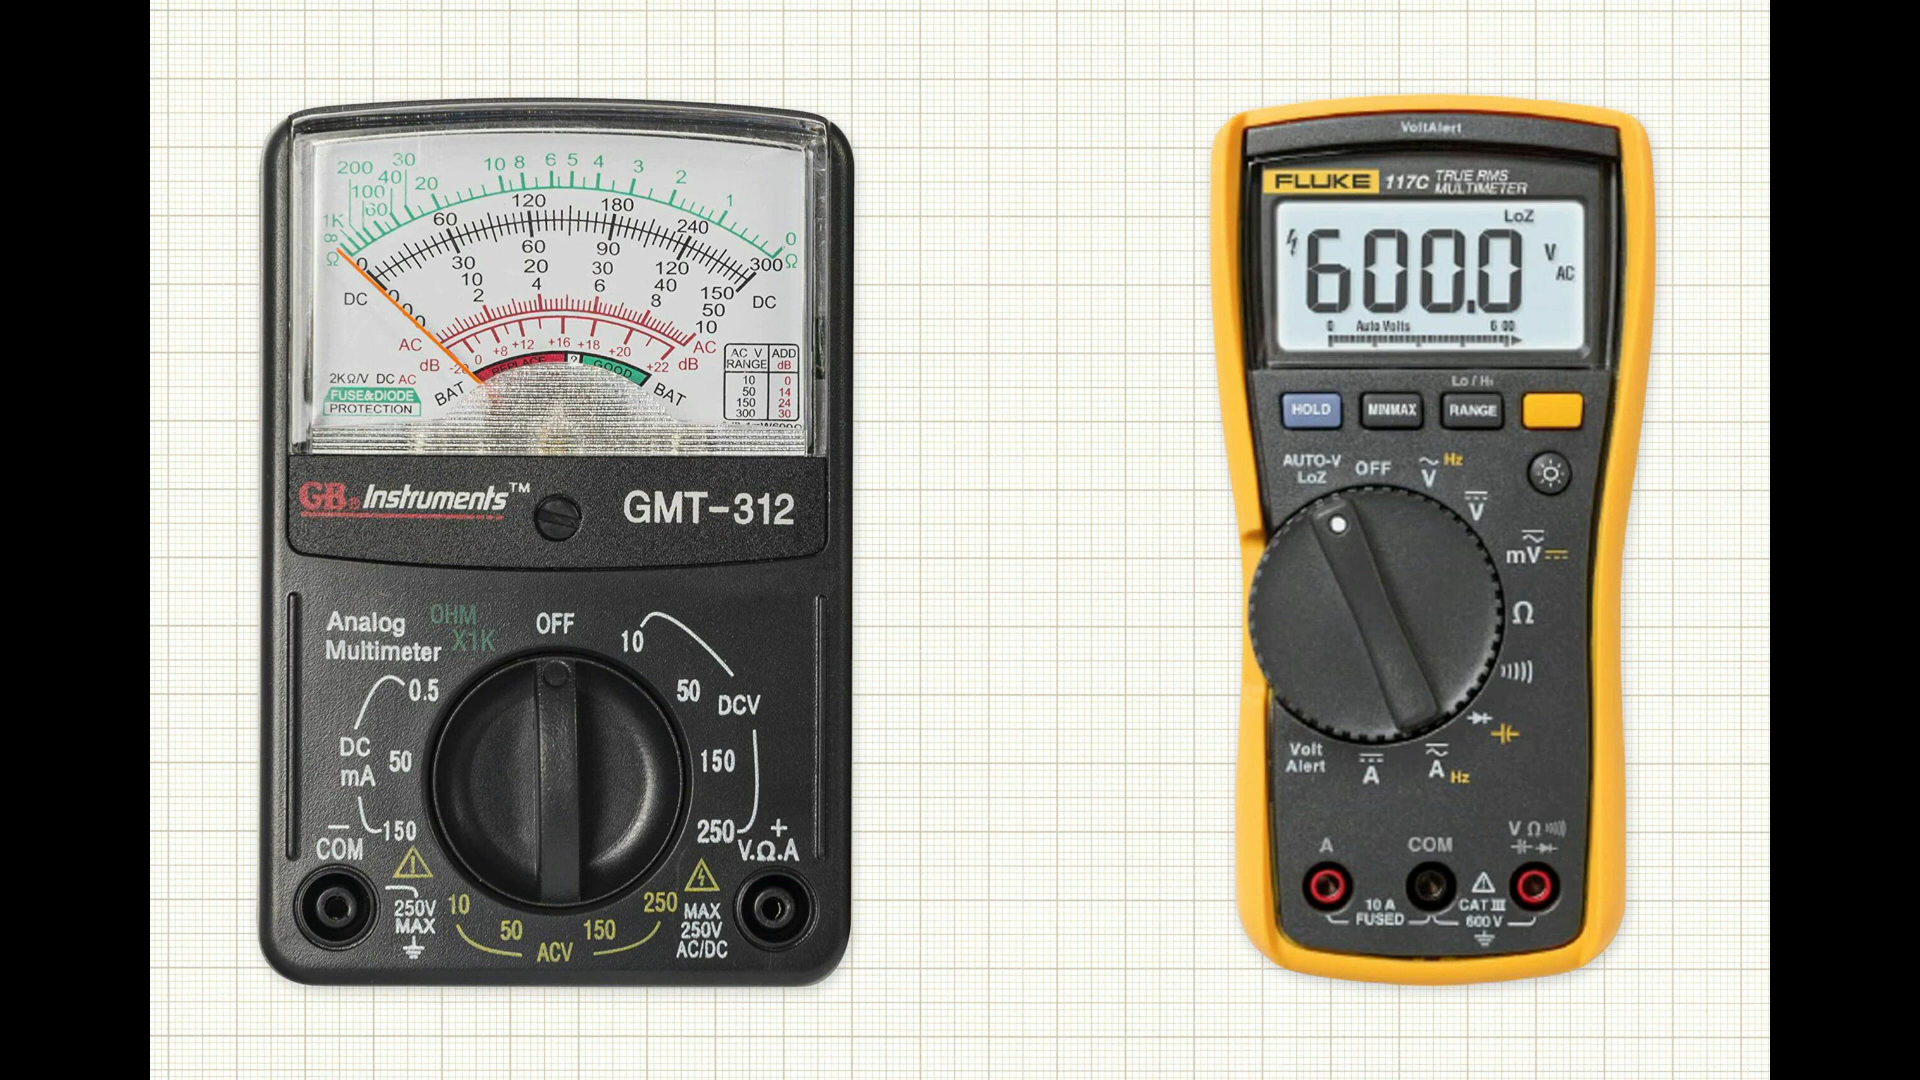 200 30 10 8 6 5 4 3 2 1 0
100 40 20
60
1K
∞
Ω Ω
0 60 120 180 240 300
0 30 60 90 120 150
0 10 20 30 40 50
2 4 6 8 10
DC DC
AC AC
dB -20 0 +8 +12 +16 +18 +20 +22 dB
BAT REPLACE ? GOOD BAT
2KΩ/V DC AC
FUSE&DIODE
PROTECTION
AC V RANGE ADD dB
10 0
50 14
150 24
300 30
GB® Instruments™
GMT-312
Analog
Multimeter
OHM
X1K
OFF
10
50
DCV
150
250
0.5
DC
mA
50
150
COM
+
V.Ω.A
250V
MAX
10
50
ACV
150
250
MAX
250V
AC/DC
VoltAlert
FLUKE 117C TRUE RMS
MULTIMETER
LoZ
600.0 V
AC
0 Auto Volts 600
Lo / Hi
HOLD MINMAX RANGE
AUTO-V
LoZ
OFF
V Hz
V
mV
Ω
Volt
Alert
A
A Hz
A COM V Ω
10 A
FUSED
CAT III
600 V